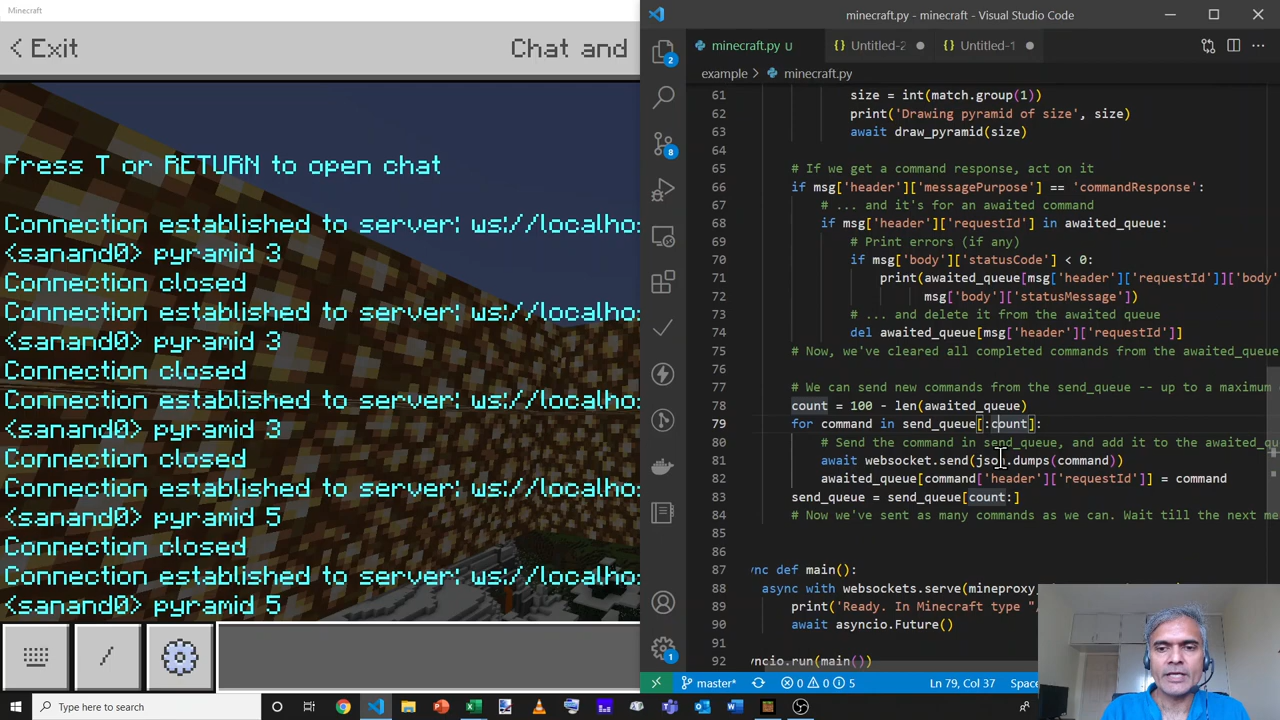 Minecraft
< Exit
Chat and
Press T or RETURN to open chat
Connection established to server: ws://localho
<sanand0> pyramid 3
Connection closed
Connection established to server: ws://localho
<sanand0> pyramid 3
Connection closed
Connection established to server: ws://localho
<sanand0> pyramid 3
Connection closed
Connection established to server: ws://localho
<sanand0> pyramid 5
Connection closed
Connection established to server: ws://localho
<sanand0> pyramid 5
/
minecraft.py - minecraft - Visual Studio Code
minecraft.py U
Untitled-2
Untitled-1
example > minecraft.py
61 size = int(match.group(1))
62 print('Drawing pyramid of size', size)
63 await draw_pyramid(size)
64
65 # If we get a command response, act on it
66 if msg['header']['messagePurpose'] == 'commandResponse':
67 # ... and it's for an awaited command
68 if msg['header']['requestId'] in awaited_queue:
69 # Print errors (if any)
70 if msg['body']['statusCode'] < 0:
71 print(awaited_queue[msg['header']['requestId']]['body
72 msg['body']['statusMessage'])
73 # ... and delete it from the awaited queue
74 del awaited_queue[msg['header']['requestId']]
75 # Now, we've cleared all completed commands from the awaited_queue
76
77 # We can send new commands from the send_queue -- up to a maximum
78 count = 100 - len(awaited_queue)
79 for command in send_queue[:count]:
80 # Send the command in send_queue, and add it to the awaited_qu
81 await websocket.send(json.dumps(command))
82 awaited_queue[command['header']['requestId']] = command
83 send_queue = send_queue[count:]
84 # Now we've sent as many commands as we can. Wait till the next me
85
86
87 ync def main():
88 async with websockets.serve(mineproxy
89 print('Ready. In Minecraft type "/
90 await asyncio.Future()
91
92 yncio.run(main())
2
8
1
master*
0
0
5
Ln 79, Col 37
Space
Type here to search